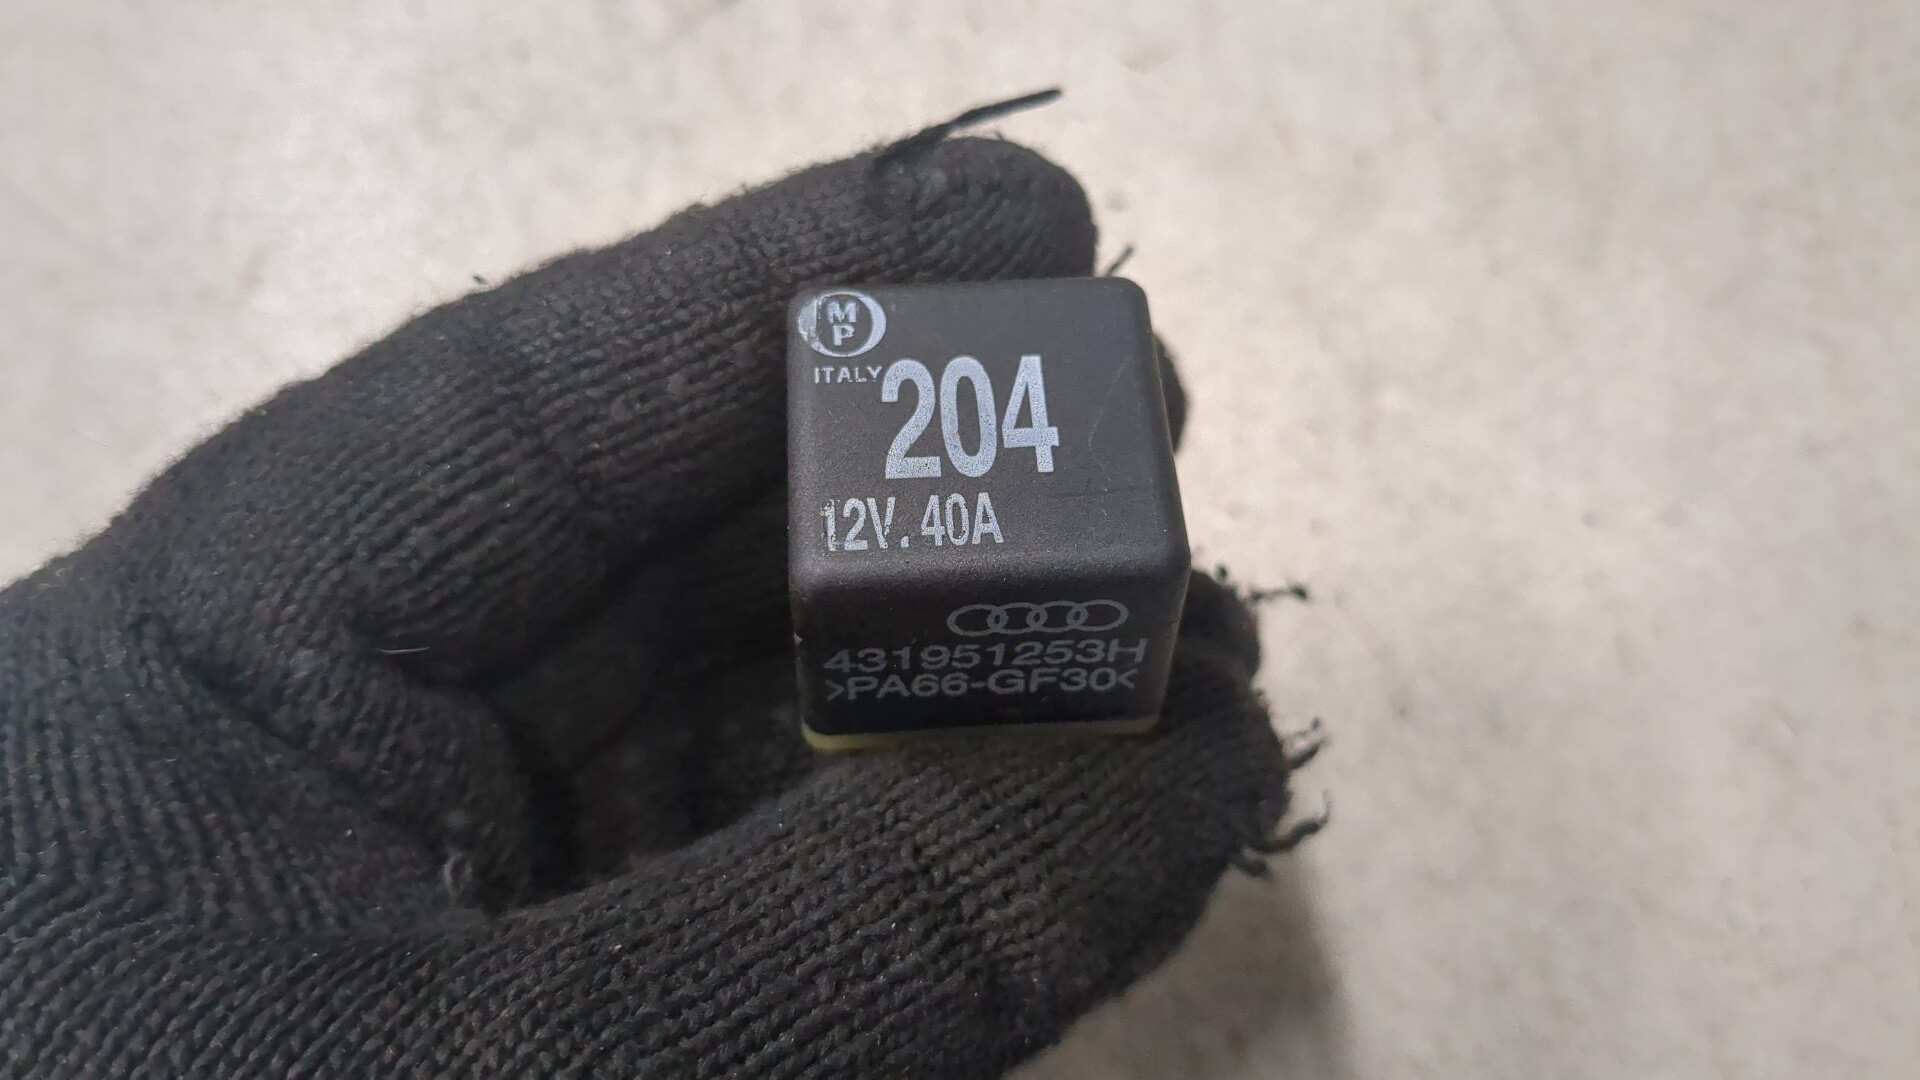 MP
ITALY
204
12V. 40A
431951253H
>PA66-GF30<